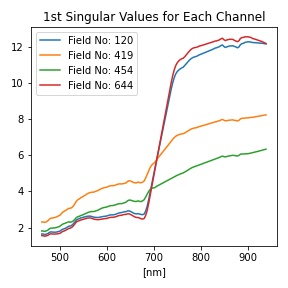 1st Singular Values for Each Channel
Field No: 120
Field No: 419
Field No: 454
Field No: 644
12
10
8
6
4
2
500 600 700 800 900
[nm]